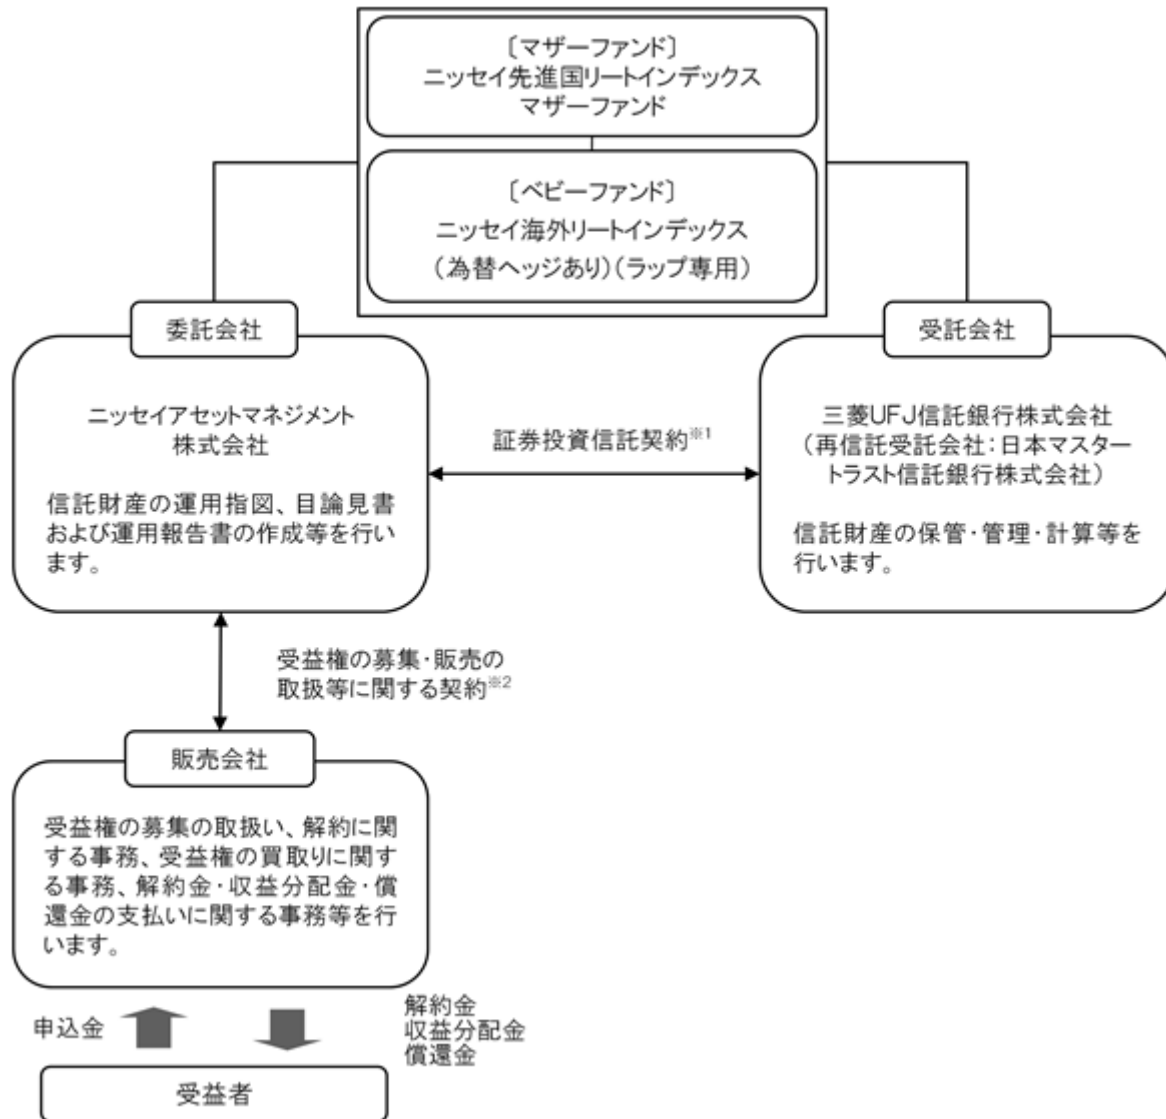 〔マザーファンド〕
ニッセイ先進国リートインデックス
マザーファンド
〔ベビーファンド〕
ニッセイ海外リートインデックス
（為替ヘッジあり）（ラップ専用）
委託会社
ニッセイアセットマネジメント
株式会社
信託財産の運用指図、目論見書
および運用報告書の作成等を行い
ます。
証券投資信託契約※1
受託会社
三菱UFJ信託銀行株式会社
（再信託受託会社：日本マスター
トラスト信託銀行株式会社）
信託財産の保管・管理・計算等を
行います。
受益権の募集・販売の
取扱等に関する契約※2
販売会社
受益権の募集の取扱い、解約に関
する事務、受益権の買取りに関す
る事務、解約金・収益分配金・償
還金の支払いに関する事務等を行
います。
申込金
解約金
収益分配金
償還金
受益者